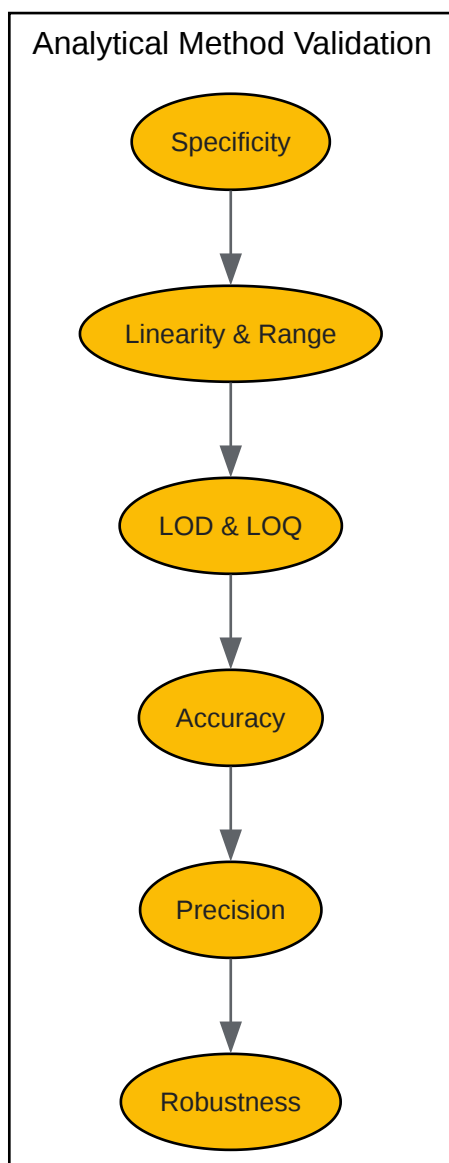 Analytical Method Validation
Specificity
Linearity & Range
LOD & LOQ
Accuracy
Precision
Robustness